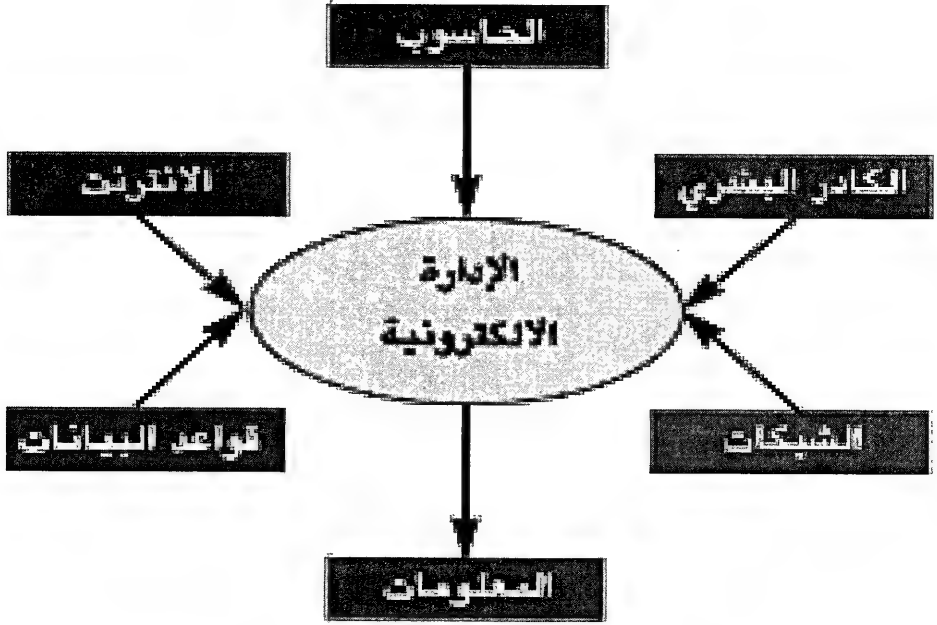 الحاسوب
الكادر البشري
الانترنت
الإدارة
الالكترونية
الشبكات
قواعد البيانات
المعلومات